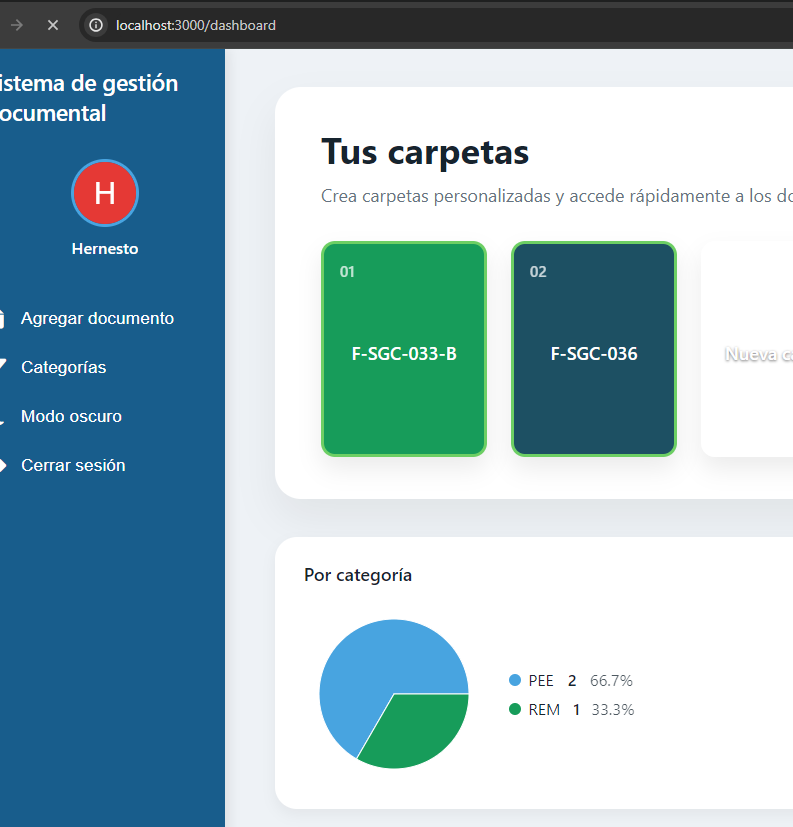 localhost:3000/dashboard
istema de gestión
ocumental
H
Hernesto
Agregar documento
Categorías
Modo oscuro
Cerrar sesión
Tus carpetas
Crea carpetas personalizadas y accede rápidamente a los do
01
F-SGC-033-B
02
F-SGC-036
Nueva c
Por categoría
PEE 2 66.7%
REM 1 33.3%